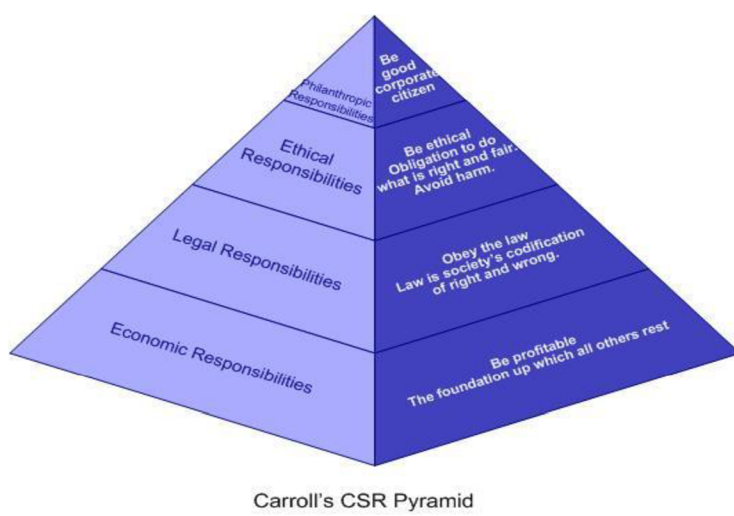 Philanthropic
Responsibilities
Be
good
corporate
citizen
Ethical
Responsibilities
Be ethical
Obligation to do
what is right and fair.
Avoid harm.
Legal Responsibilities
Obey the law
Law is society's codification
of right and wrong.
Economic Responsibilities
Be profitable
The foundation up which all others rest
Carroll's CSR Pyramid